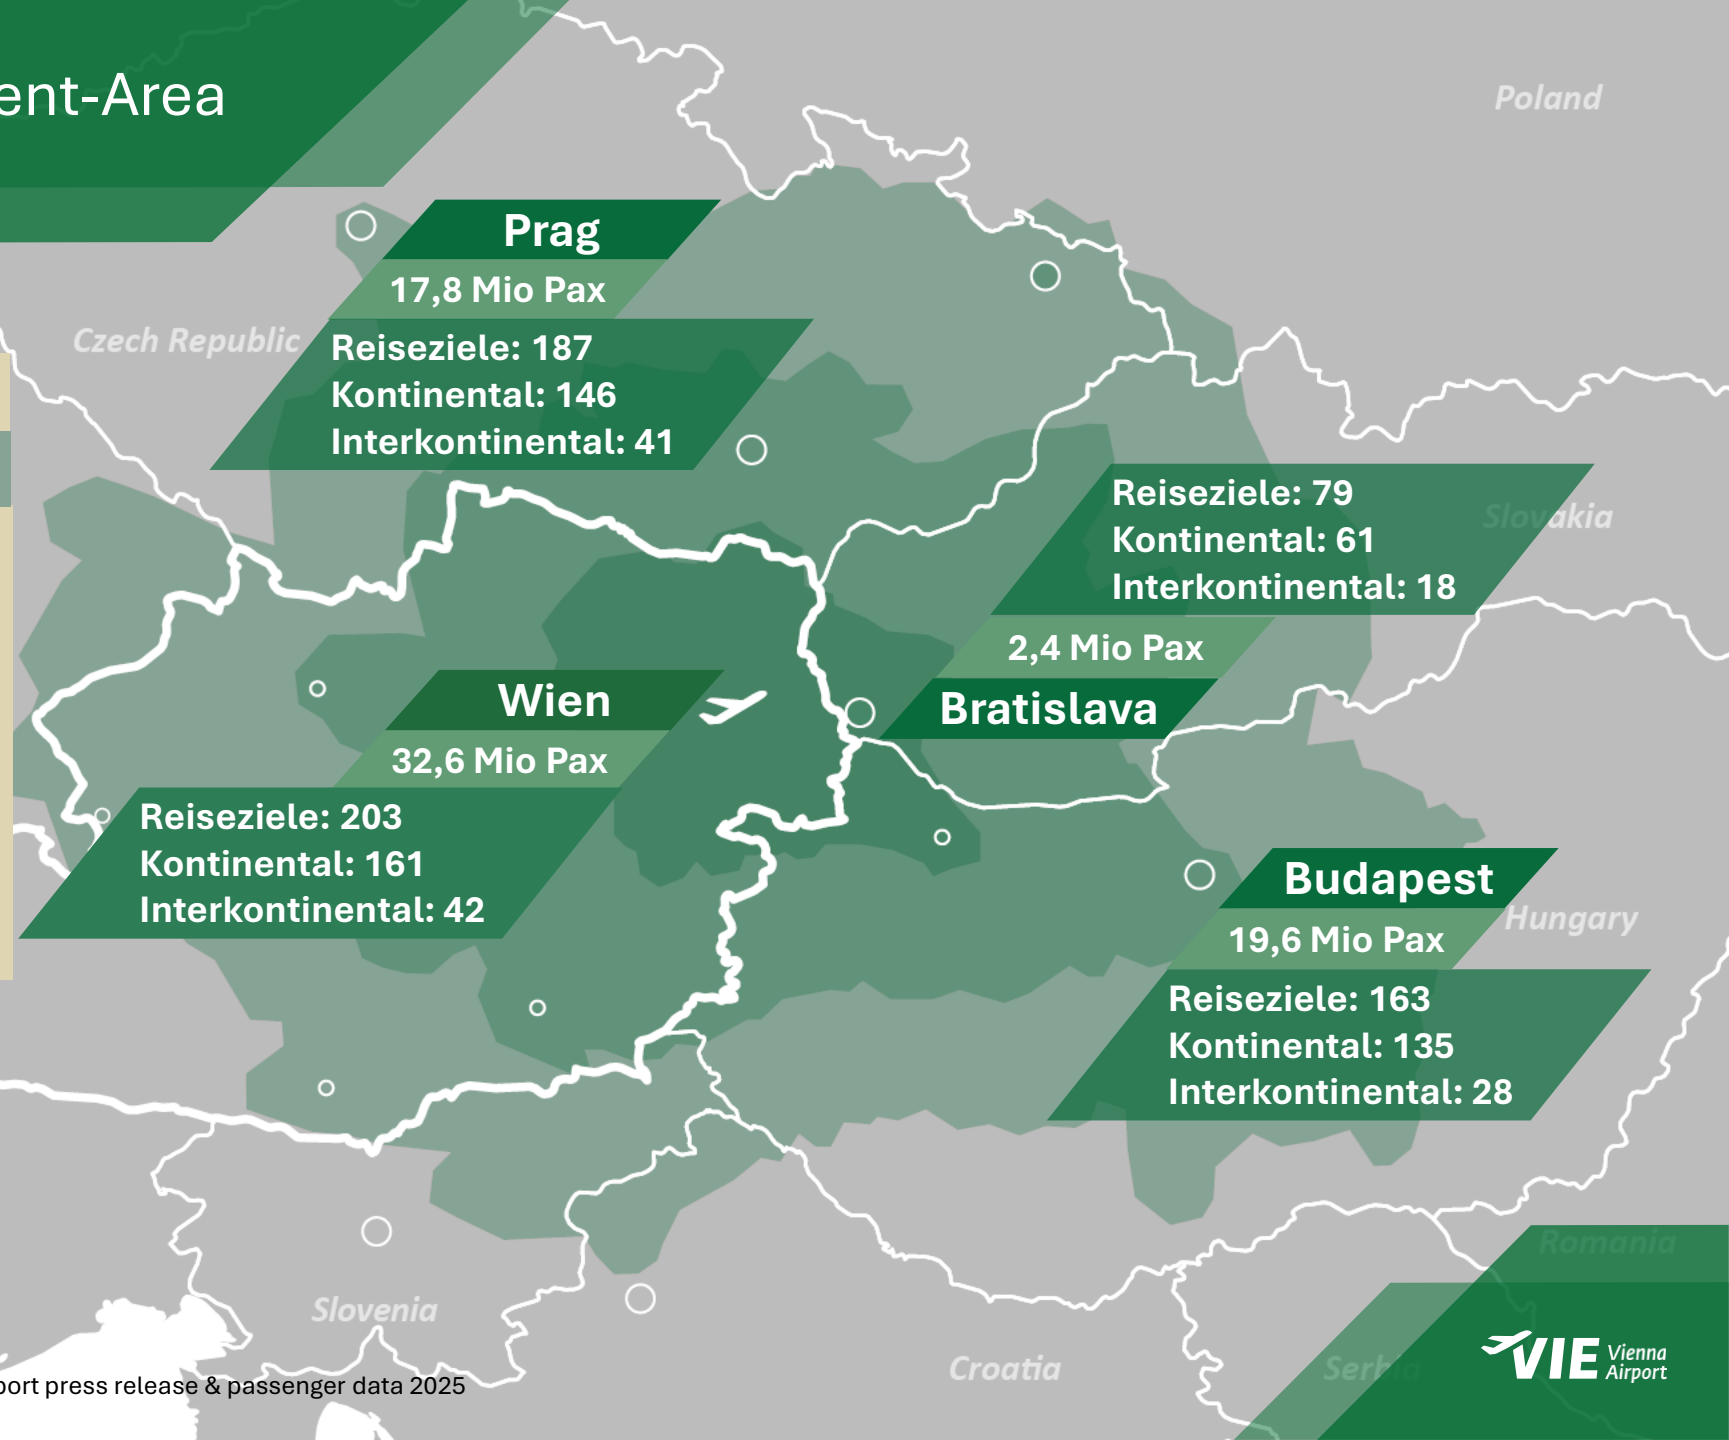 ent-Area
Poland
Prag
17,8 Mio Pax
Czech Republic
Reiseziele: 187
Kontinental: 146
Interkontinental: 41
Reiseziele: 79
Kontinental: 61
Interkontinental: 18
Slovakia
2,4 Mio Pax
Bratislava
Wien
32,6 Mio Pax
Reiseziele: 203
Kontinental: 161
Interkontinental: 42
Budapest
19,6 Mio Pax
Hungary
Reiseziele: 163
Kontinental: 135
Interkontinental: 28
Romania
Slovenia
Croatia
Serbia
port press release & passenger data 2025
VIE Vienna
Airport